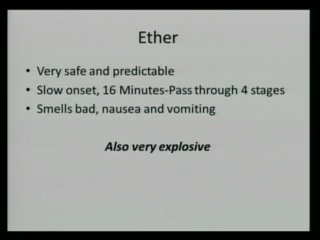 Ether
• Very safe and predictable
• Slow onset, 16 Minutes-Pass through 4 stages
• Smells bad, nausea and vomiting
Also very explosive